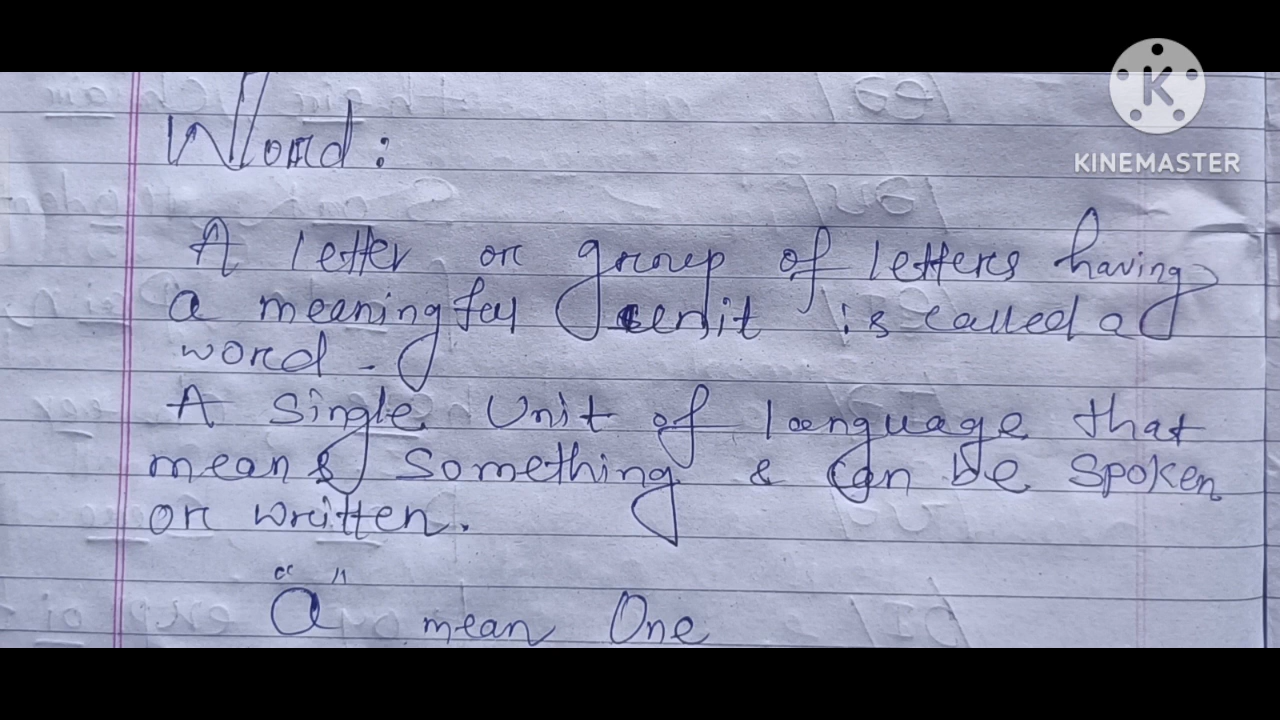 KINEMASTER
Word:
A letter or group of letters having
a meaningful unit is called a
word.
A single Unit of language that
means something & can be spoken
or written.
"a" mean One